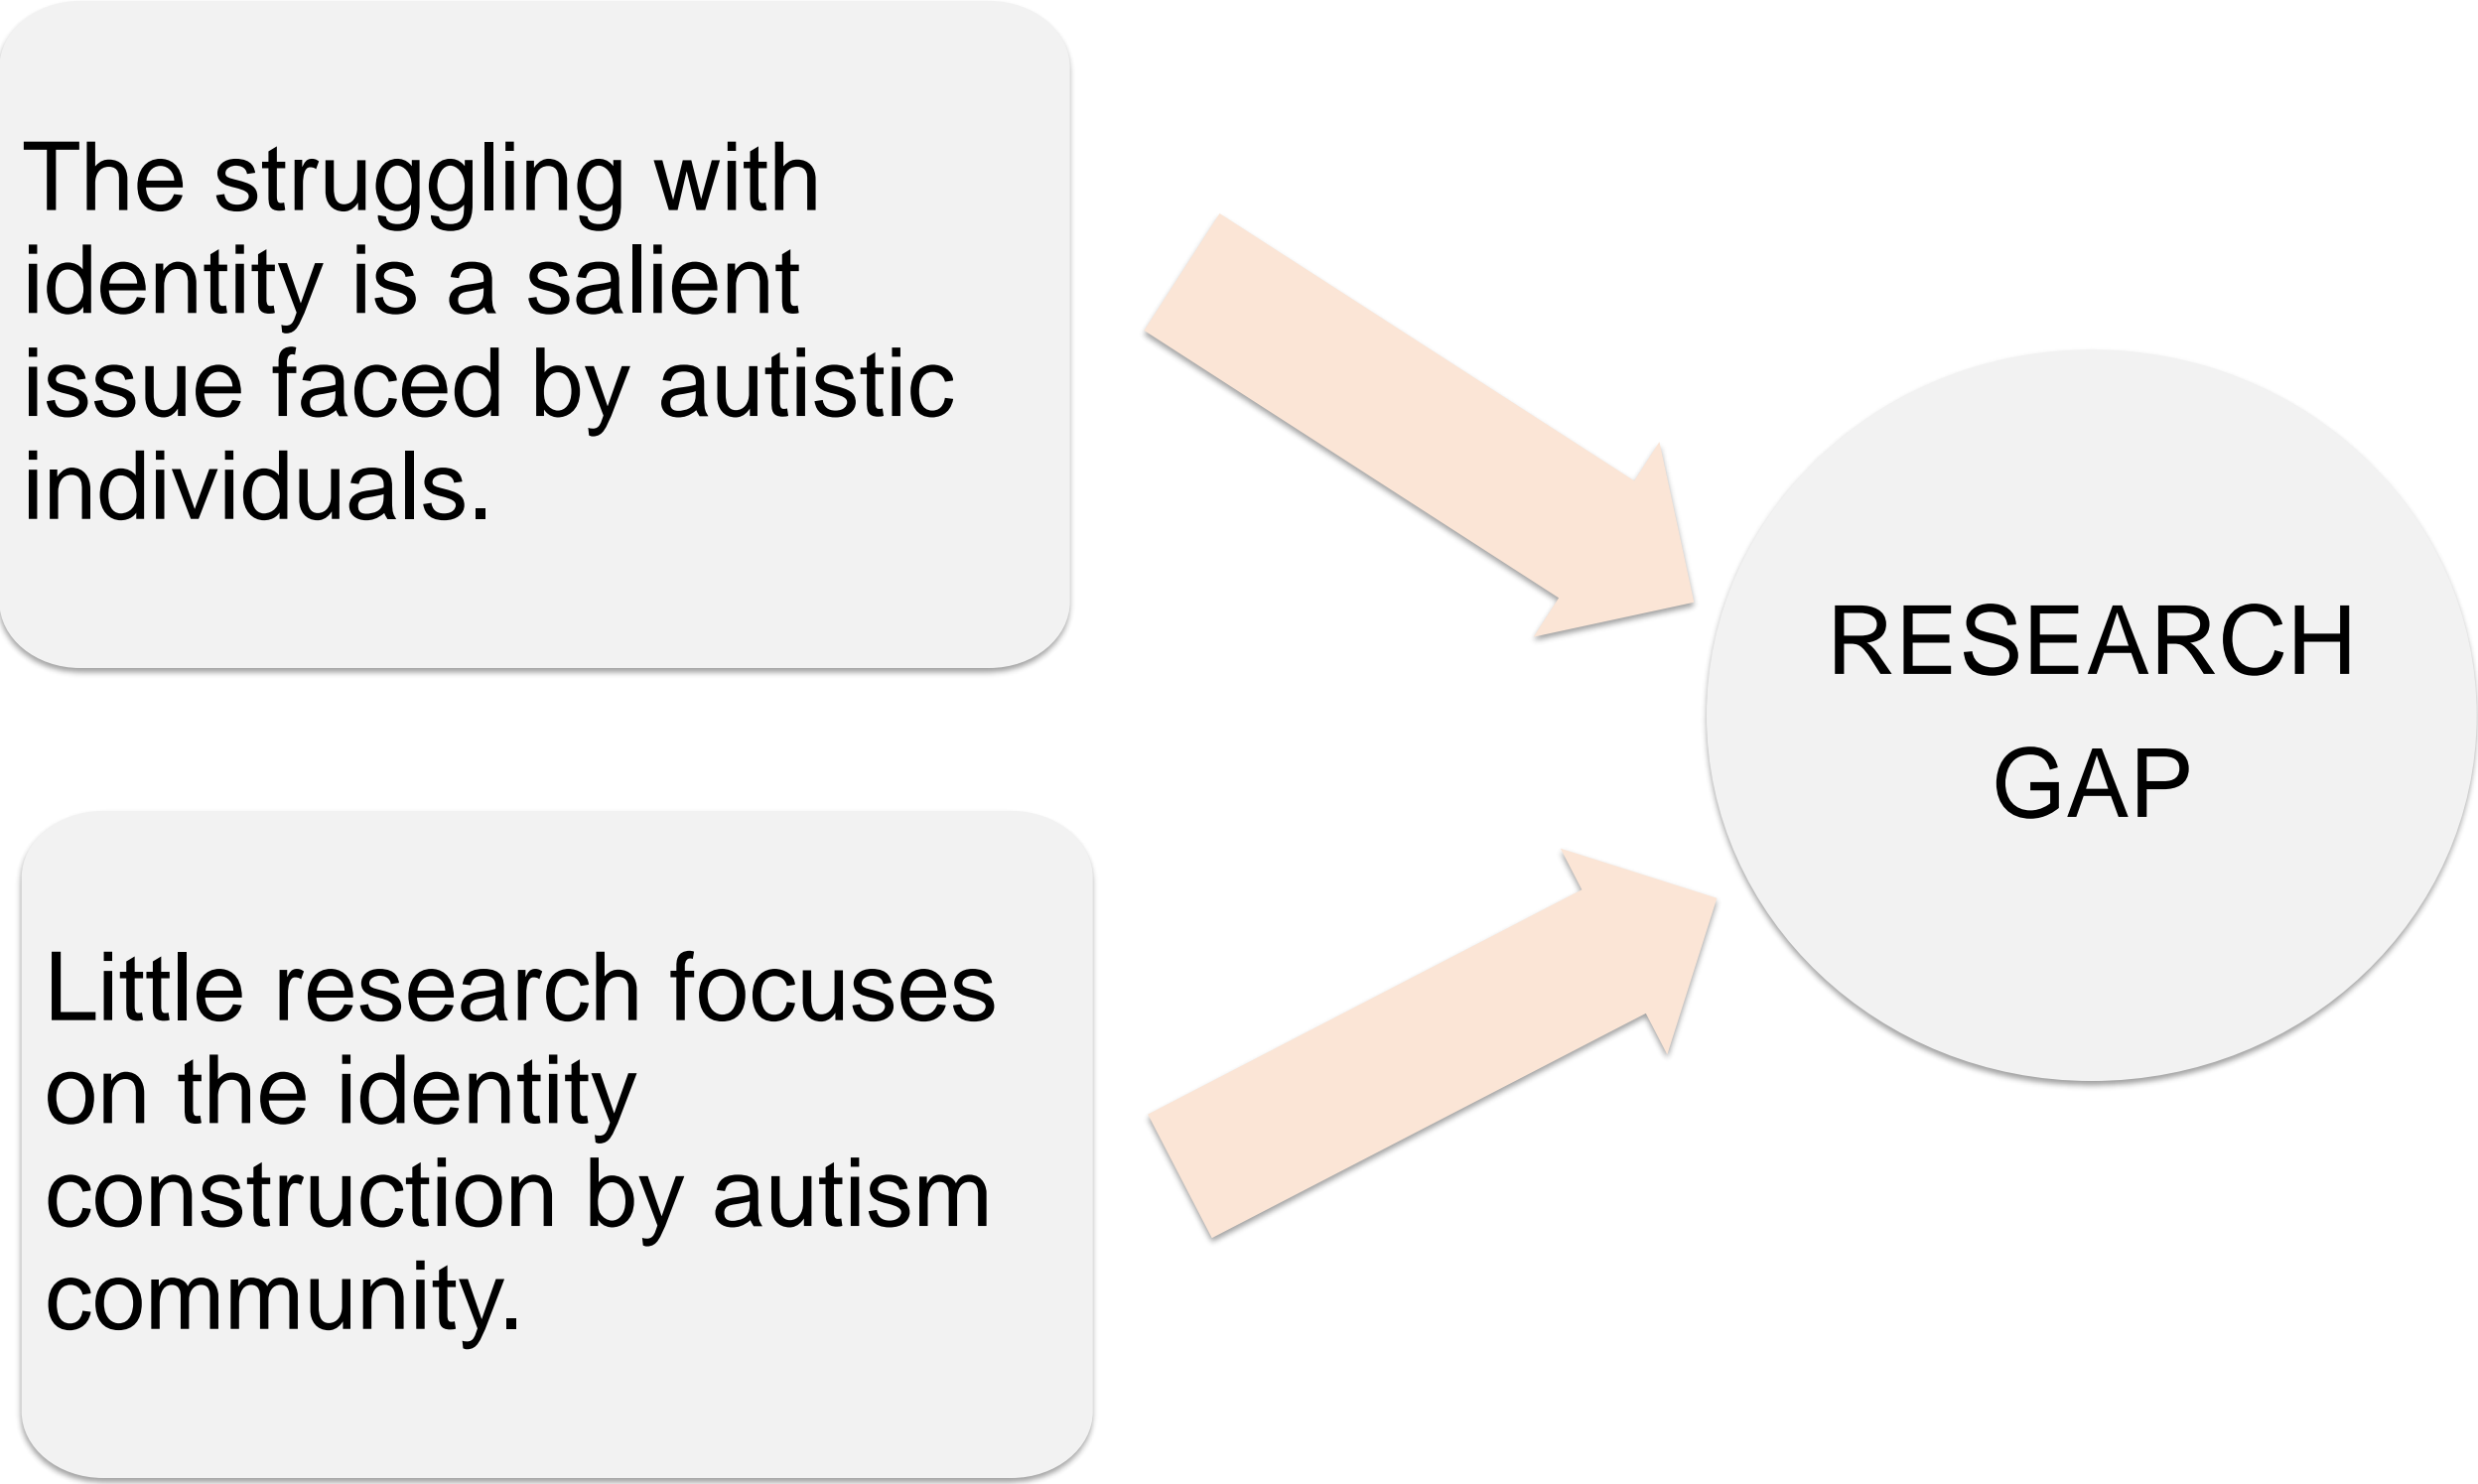 The struggling with
identity is a salient
issue faced by autistic
individuals.
Little research focuses
on the identity
construction by autism
community.
RESEARCH
GAP